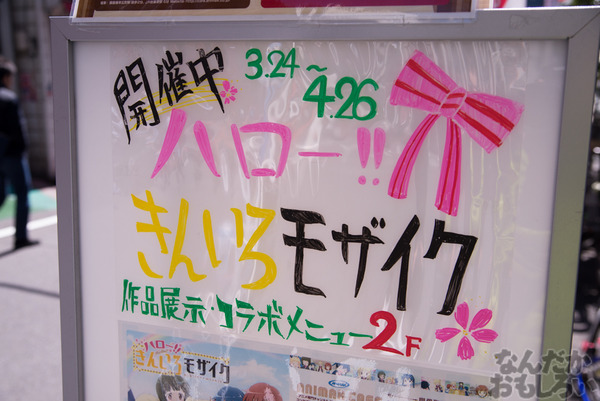 開催中 3.24～4.26
ハロー!!
きんいろモザイク
作品展示・コラボメニュー2F
ハロー!!
きんいろモザイク
なんだか
おもしろい